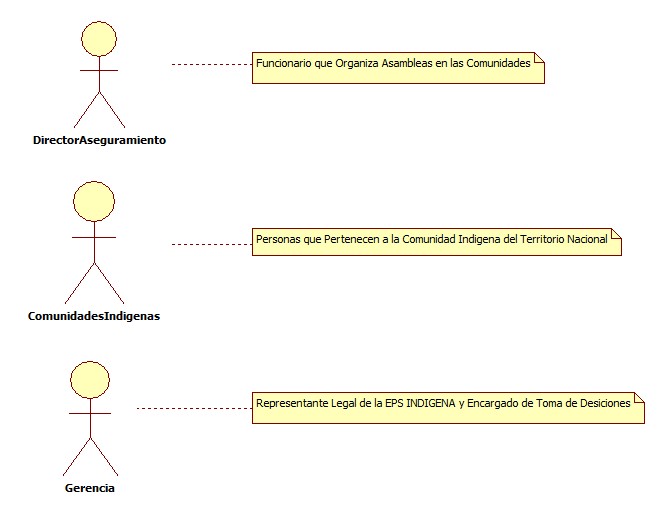 Funcionario que Organiza Asambleas en las Comunidades
DirectorAseguramiento
Personas que Pertenecen a la Comunidad Indigena del Territorio Nacional
ComunidadesIndigenas
Representante Legal de la EPS INDIGENA y Encargado de Toma de Desiciones
Gerencia